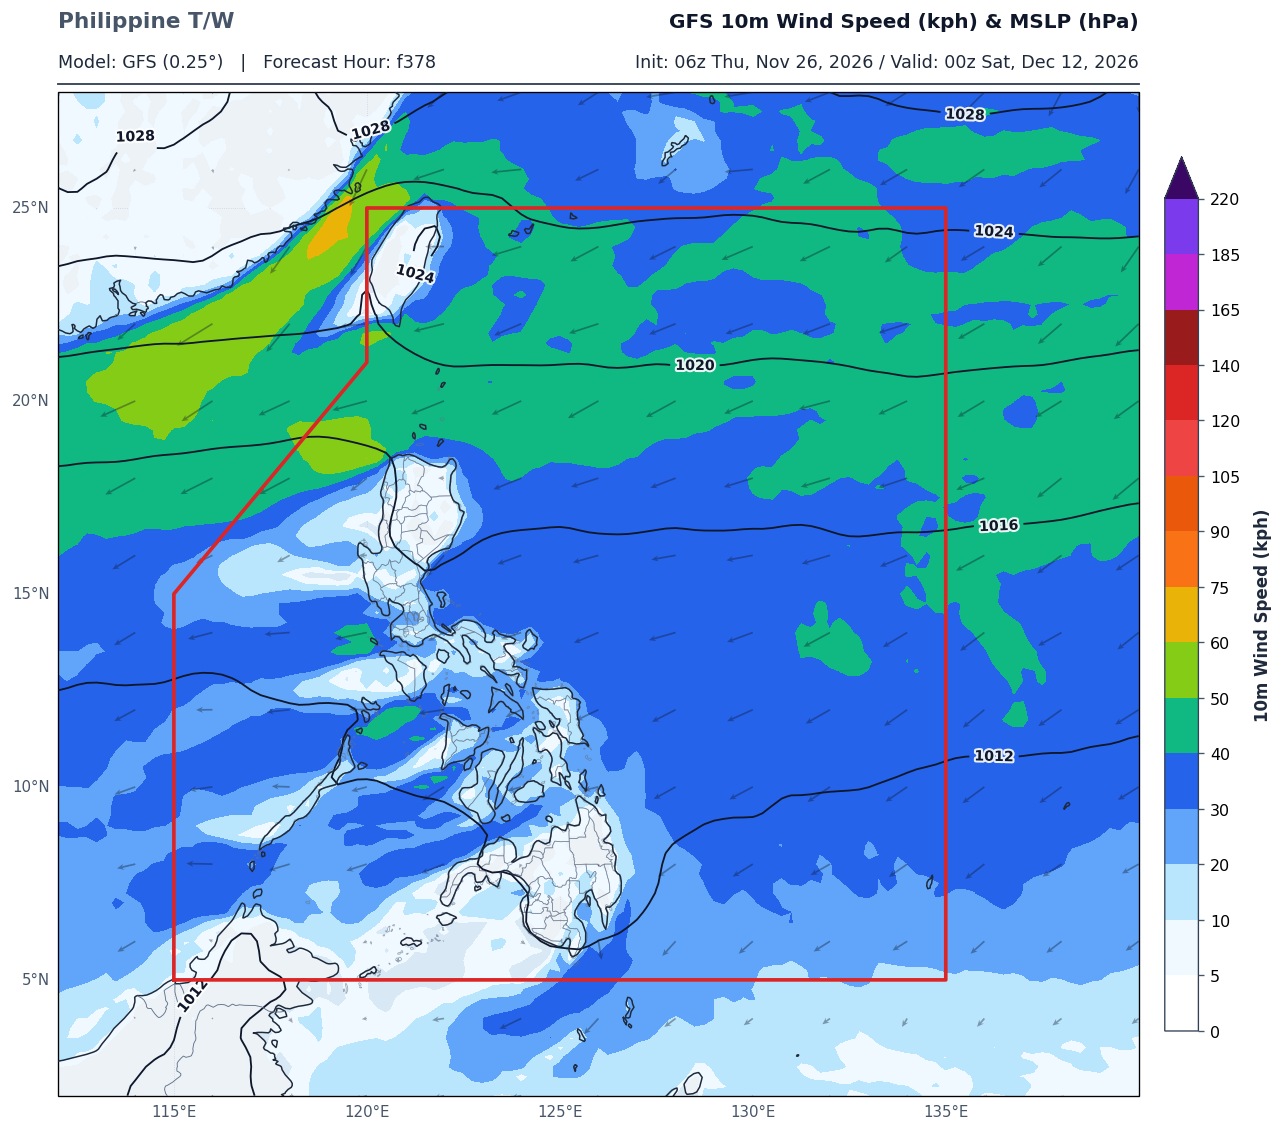 Philippine T/W
GFS 10m Wind Speed (kph) & MSLP (hPa)
Model: GFS (0.25°)   |   Forecast Hour: f378
Init: 06z Thu, Nov 26, 2026 / Valid: 00z Sat, Dec 12, 2026
1028
1028
1028
1024
1024
1020
1016
1012
1012
25°N
20°N
15°N
10°N
5°N
115°E
120°E
125°E
130°E
135°E
220
185
165
140
120
105
90
75
60
50
40
30
20
10
5
0
10m Wind Speed (kph)